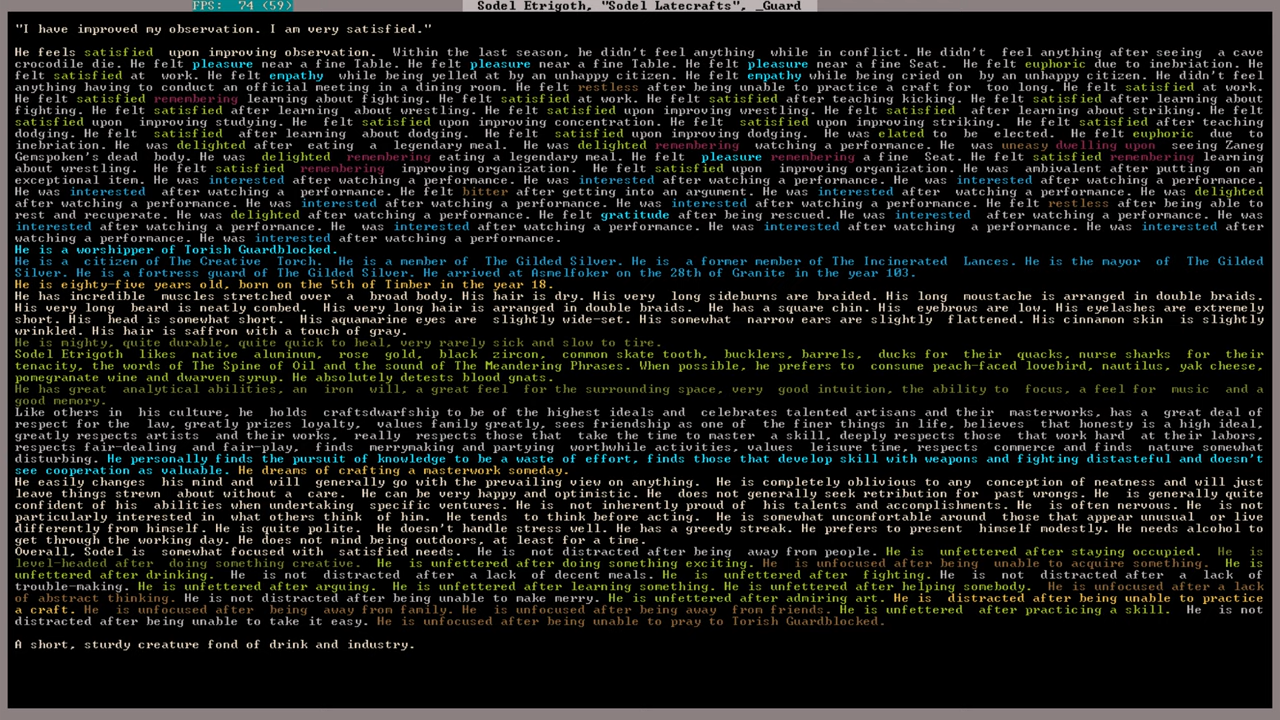 FPS: 74 (59)
Sodel Etrigoth, "Sodel Latecrafts", _Guard
"I have improved my observation. I am very satisfied."
He feels satisfied upon improving observation. Within the last season, he didn't feel anything while in conflict. He didn't feel anything after seeing a cave
crocodile die. He felt pleasure near a fine Table. He felt pleasure near a fine Table. He felt pleasure near a fine Seat. He felt euphoric due to inebriation. He
felt satisfied at work. He felt empathy while being yelled at by an unhappy citizen. He felt empathy while being cried on by an unhappy citizen. He didn't feel
anything having to conduct an official meeting in a dining room. He felt restless after being unable to practice a craft for too long. He felt satisfied at work.
He felt satisfied remembering learning about fighting. He felt satisfied at work. He felt satisfied after teaching kicking. He felt satisfied after learning about
fighting. He felt satisfied after learning about wrestling. He felt satisfied upon improving wrestling. He felt satisfied after learning about striking. He felt
satisfied upon improving studying. He felt satisfied upon improving concentration. He felt satisfied upon improving striking. He felt satisfied after teaching
dodging. He felt satisfied after learning about dodging. He felt satisfied upon improving dodging. He was elated to be elected. He felt euphoric due to
inebriation. He was delighted after eating a legendary meal. He was delighted remembering watching a performance. He was uneasy dwelling upon seeing Zaneg
Gemspoken's dead body. He was delighted remembering eating a legendary meal. He felt pleasure remembering a fine Seat. He felt satisfied remembering learning
about wrestling. He felt satisfied remembering improving organization. He felt satisfied upon improving organization. He was ambivalent after putting on an
exceptional item. He was interested after watching a performance. He was interested after watching a performance. He was interested after watching a performance.
He was interested after watching a performance. He felt bitter after getting into an argument. He was interested after watching a performance. He was delighted
after watching a performance. He was interested after watching a performance. He was interested after watching a performance. He felt restless after being able to
rest and recuperate. He was delighted after watching a performance. He felt gratitude after being rescued. He was interested after watching a performance. He was
interested after watching a performance. He was interested after watching a performance. He was interested after watching a performance. He was interested after
watching a performance. He was interested after watching a performance.
He is a worshipper of Torish Guardblocked.
He is a citizen of The Creative Torch. He is a member of The Gilded Silver. He is a former member of The Incinerated Lances. He is the mayor of The Gilded
Silver. He is a fortress guard of The Gilded Silver. He arrived at Asmelfoker on the 28th of Granite in the year 103.
He is eighty-five years old, born on the 5th of Timber in the year 18.
He has incredible muscles stretched over a broad body. His hair is dry. His very long sideburns are braided. His long moustache is arranged in double braids.
His very long beard is neatly combed. His very long hair is arranged in double braids. He has a square chin. His eyebrows are low. His eyelashes are extremely
short. His head is somewhat short. His aquamarine eyes are slightly wide-set. His somewhat narrow ears are slightly flattened. His cinnamon skin is slightly
wrinkled. His hair is saffron with a touch of gray.
He is mighty, quite durable, quite quick to heal, very rarely sick and slow to tire.
Sodel Etrigoth likes native aluminum, rose gold, black zircon, common skate tooth, bucklers, barrels, ducks for their quacks, nurse sharks for their
tenacity, the words of The Spine of Oil and the sound of The Meandering Phrases. When possible, he prefers to consume peach-faced lovebird, nautilus, yak cheese,
pomegranate wine and dwarven syrup. He absolutely detests blood gnats.
He has great analytical abilities, an iron will, a great feel for the surrounding space, very good intuition, the ability to focus, a feel for music and a
good memory.
Like others in his culture, he holds craftsdwarfship to be of the highest ideals and celebrates talented artisans and their masterworks, has a great deal of
respect for the law, greatly prizes loyalty, values family greatly, sees friendship as one of the finer things in life, believes that honesty is a high ideal,
greatly respects artists and their works, really respects those that take the time to master a skill, deeply respects those that work hard at their labors,
respects fair-dealing and fair-play, finds merrymaking and partying worthwhile activities, values leisure time, respects commerce and finds nature somewhat
disturbing. He personally finds the pursuit of knowledge to be a waste of effort, finds those that develop skill with weapons and fighting distasteful and doesn't
see cooperation as valuable. He dreams of crafting a masterwork someday.
He easily changes his mind and will generally go with the prevailing view on anything. He is completely oblivious to any conception of neatness and will just
leave things strewn about without a care. He can be very happy and optimistic. He does not generally seek retribution for past wrongs. He is generally quite
confident of his abilities when undertaking specific ventures. He is not inherently proud of his talents and accomplishments. He is often nervous. He is not
particularly interested in what others think of him. He tends to think before acting. He is somewhat uncomfortable around those that appear unusual or live
differently from himself. He is quite polite. He doesn't handle stress well. He has a greedy streak. He prefers to present himself modestly. He needs alcohol to
get through the working day. He does not mind being outdoors, at least for a time.
Overall, Sodel is somewhat focused with satisfied needs. He is not distracted after being away from people. He is unfettered after staying occupied. He is
level-headed after doing something creative. He is unfettered after doing something exciting. He is unfocused after being unable to acquire something. He is
unfettered after drinking. He is not distracted after a lack of decent meals. He is unfettered after fighting. He is not distracted after a lack of
trouble-making. He is unfettered after arguing. He is unfettered after learning something. He is unfettered after helping somebody. He is unfocused after a lack
of abstract thinking. He is not distracted after being unable to make merry. He is unfettered after admiring art. He is distracted after being unable to practice
a craft. He is unfocused after being away from family. He is unfocused after being away from friends. He is unfettered after practicing a skill. He is not
distracted after being unable to take it easy. He is unfocused after being unable to pray to Torish Guardblocked.
A short, sturdy creature fond of drink and industry.